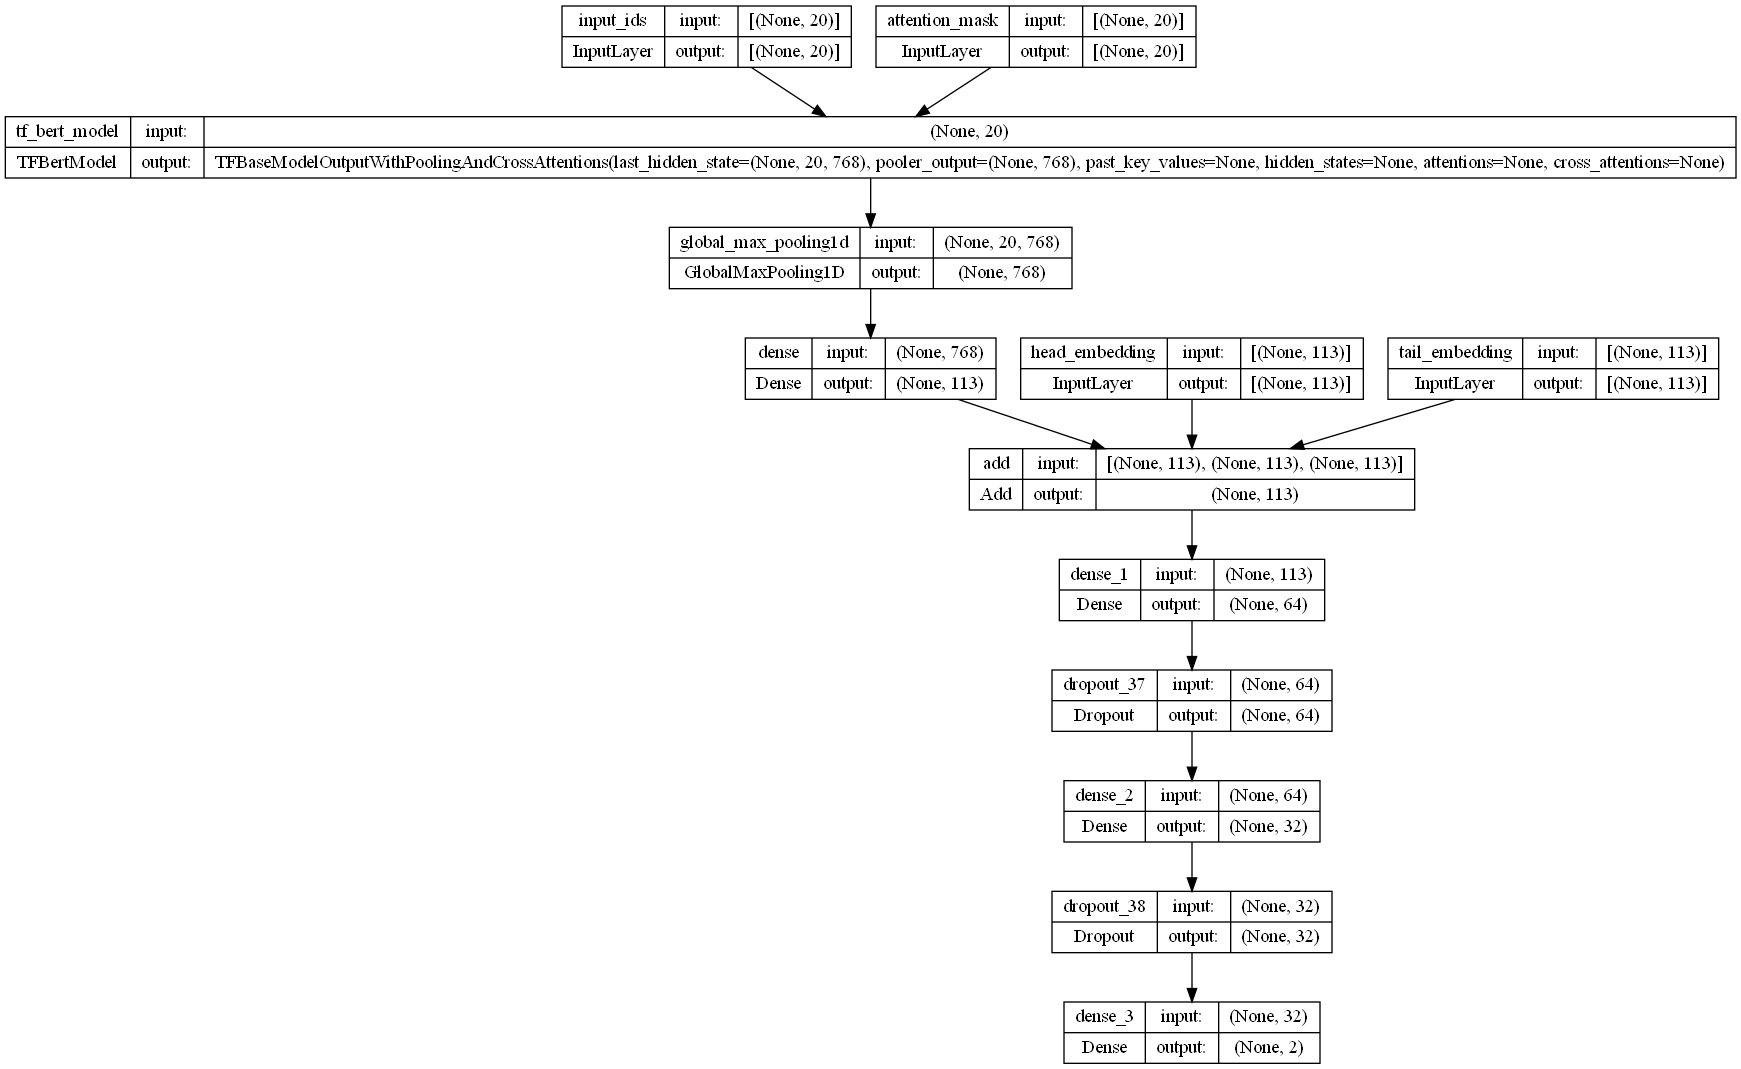 input_ids input: [(None, 20)]
InputLayer output: [(None, 20)]
attention_mask input: [(None, 20)]
InputLayer output: [(None, 20)]
tf_bert_model input: (None, 20)
TFBertModel output: TFBaseModelOutputWithPoolingAndCrossAttentions(last_hidden_state=(None, 20, 768), pooler_output=(None, 768), past_key_values=None, hidden_states=None, attentions=None, cross_attentions=None)
global_max_pooling1d input: (None, 20, 768)
GlobalMaxPooling1D output: (None, 768)
dense input: (None, 768)
Dense output: (None, 113)
head_embedding input: [(None, 113)]
InputLayer output: [(None, 113)]
tail_embedding input: [(None, 113)]
InputLayer output: [(None, 113)]
add input: [(None, 113), (None, 113), (None, 113)]
Add output: (None, 113)
dense_1 input: (None, 113)
Dense output: (None, 64)
dropout_37 input: (None, 64)
Dropout output: (None, 64)
dense_2 input: (None, 64)
Dense output: (None, 32)
dropout_38 input: (None, 32)
Dropout output: (None, 32)
dense_3 input: (None, 32)
Dense output: (None, 2)